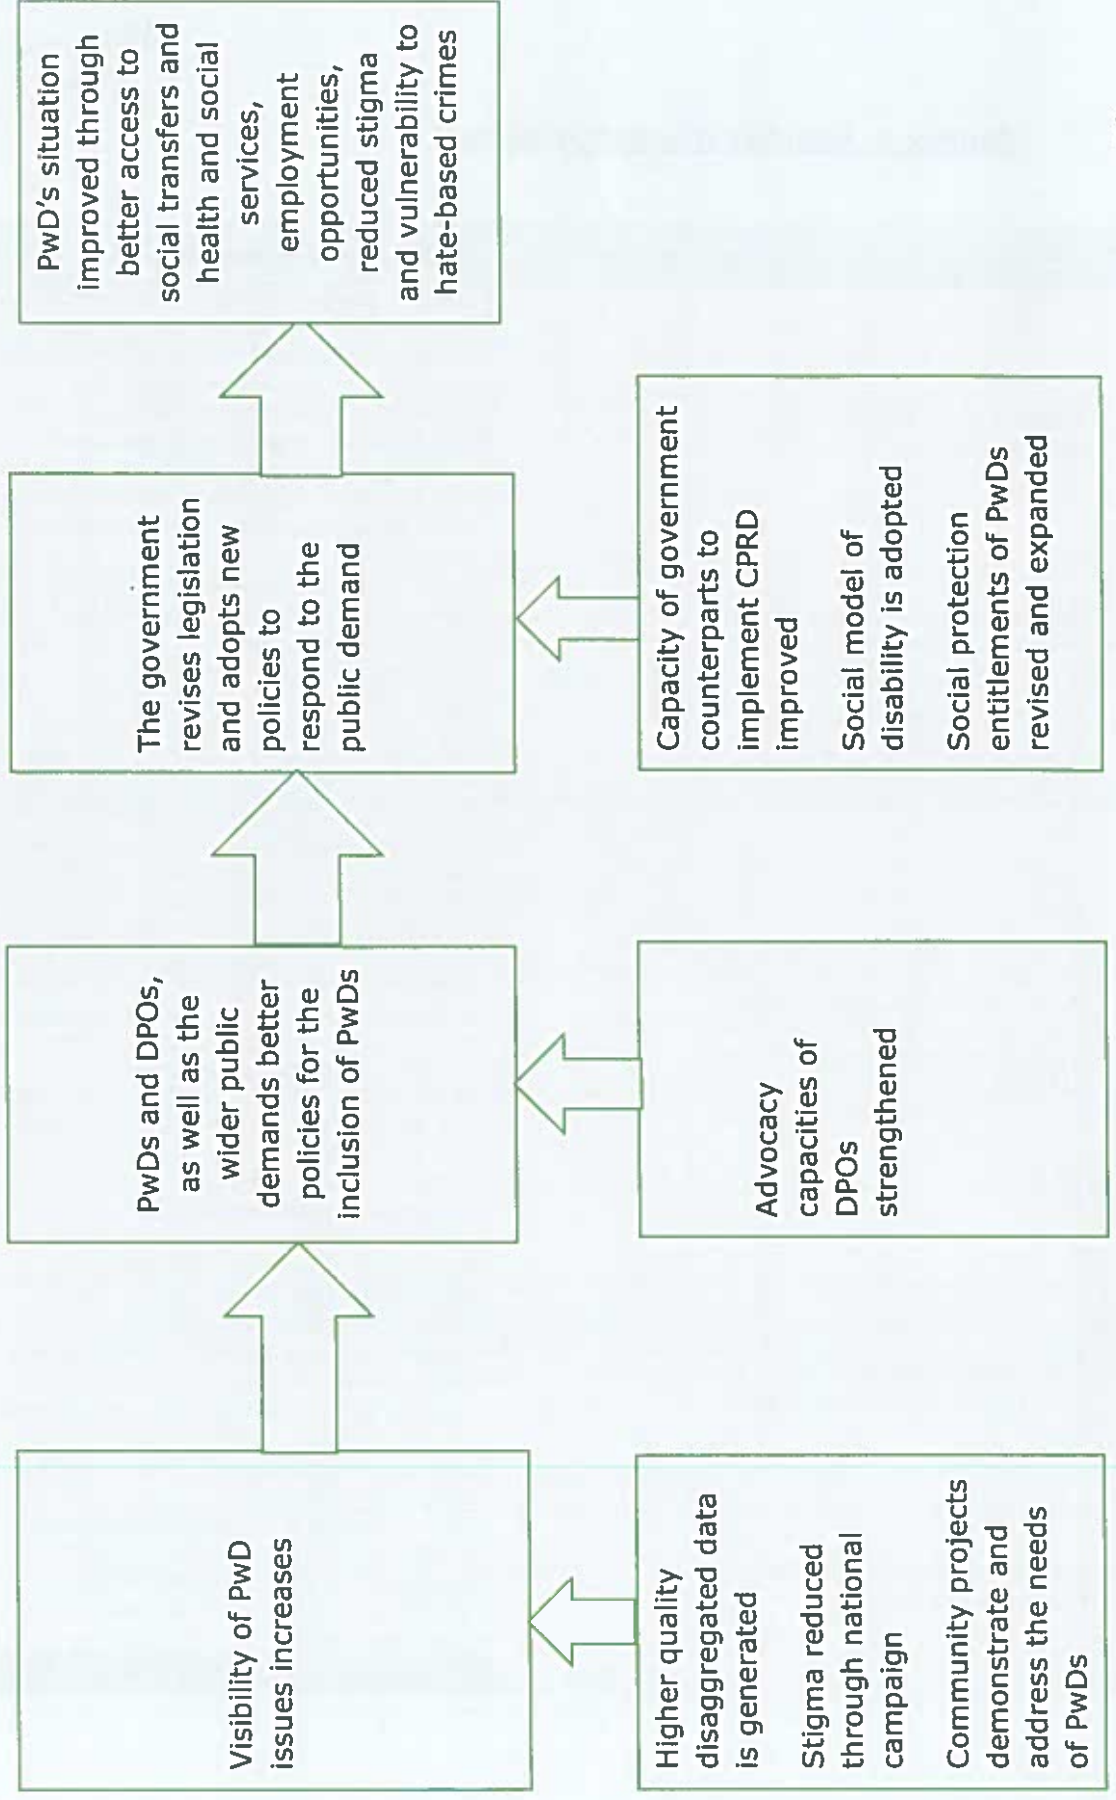 Visibility of PwD
issues increases
PwDs and DPOs,
as well as the
wider public
demands better
policies for the
inclusion of PwDs
The government
revises legislation
and adopts new
policies to
respond to the
public demand
PwD's situation
improved through
better access to
social transfers and
health and social
services,
employment
opportunities,
reduced stigma
and vulnerability to
hate-based crimes
Higher quality
disaggregated data
is generated
Stigma reduced
through national
campaign
Community projects
demonstrate and
address the needs
of PwDs
Advocacy
capacities of
DPOs
strengthened
Capacity of government
counterparts to
implement CPRD
improved
Social model of
disability is adopted
Social protection
entitlements of PwDs
revised and expanded